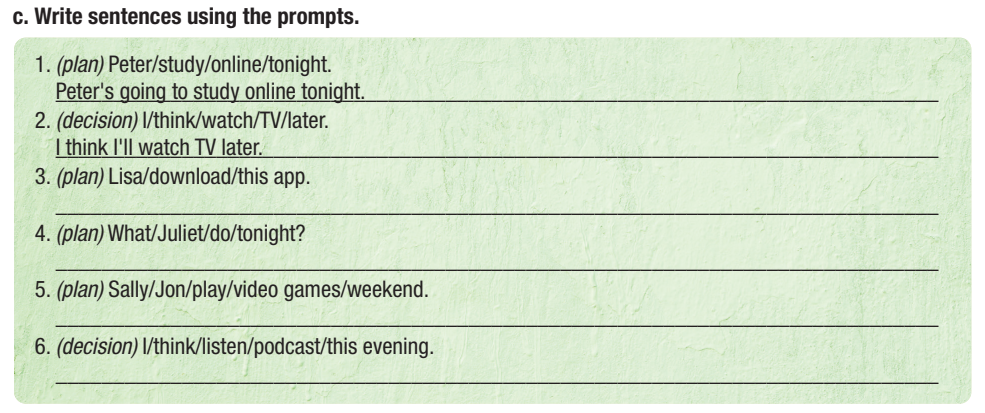 c. Write sentences using the prompts.
1. (plan) Peter/study/online/tonight.
Peter's going to study online tonight.
2. (decision) I/think/watch/TV/later.
I think I'll watch TV later.
3. (plan) Lisa/download/this app.
4. (plan) What/Juliet/do/tonight?
5. (plan) Sally/Jon/play/video games/weekend.
6. (decision) I/think/listen/podcast/this evening.